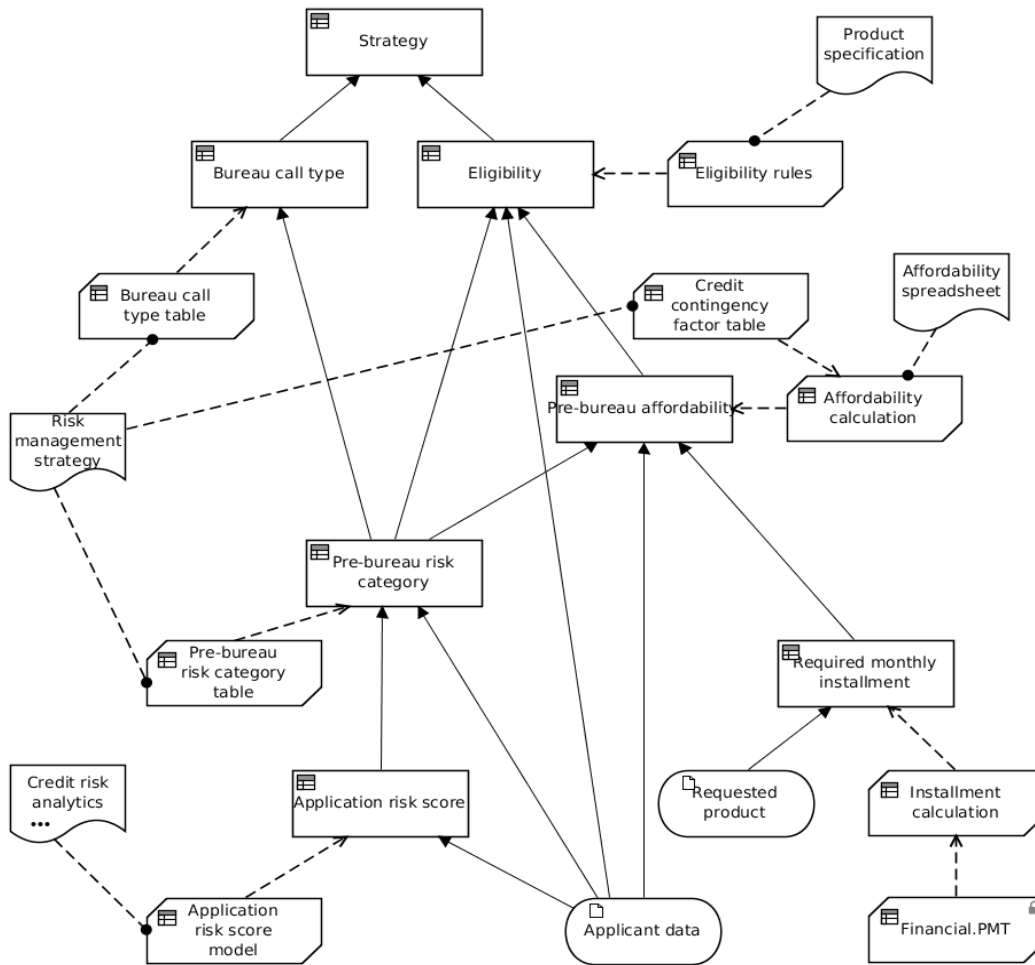 Strategy
Product
specification
Bureau call type
Eligibility
Eligibility rules
Bureau call
type table
Credit
contingency
factor table
Affordability
spreadsheet
Pre-bureau affordability
Affordability
calculation
Risk
management
strategy
Pre-bureau risk
category
Pre-bureau
risk category
table
Required monthly
installment
Credit risk
analytics
•••
Application risk score
Requested
product
Installment
calculation
Application
risk score
model
Applicant data
Financial.PMT